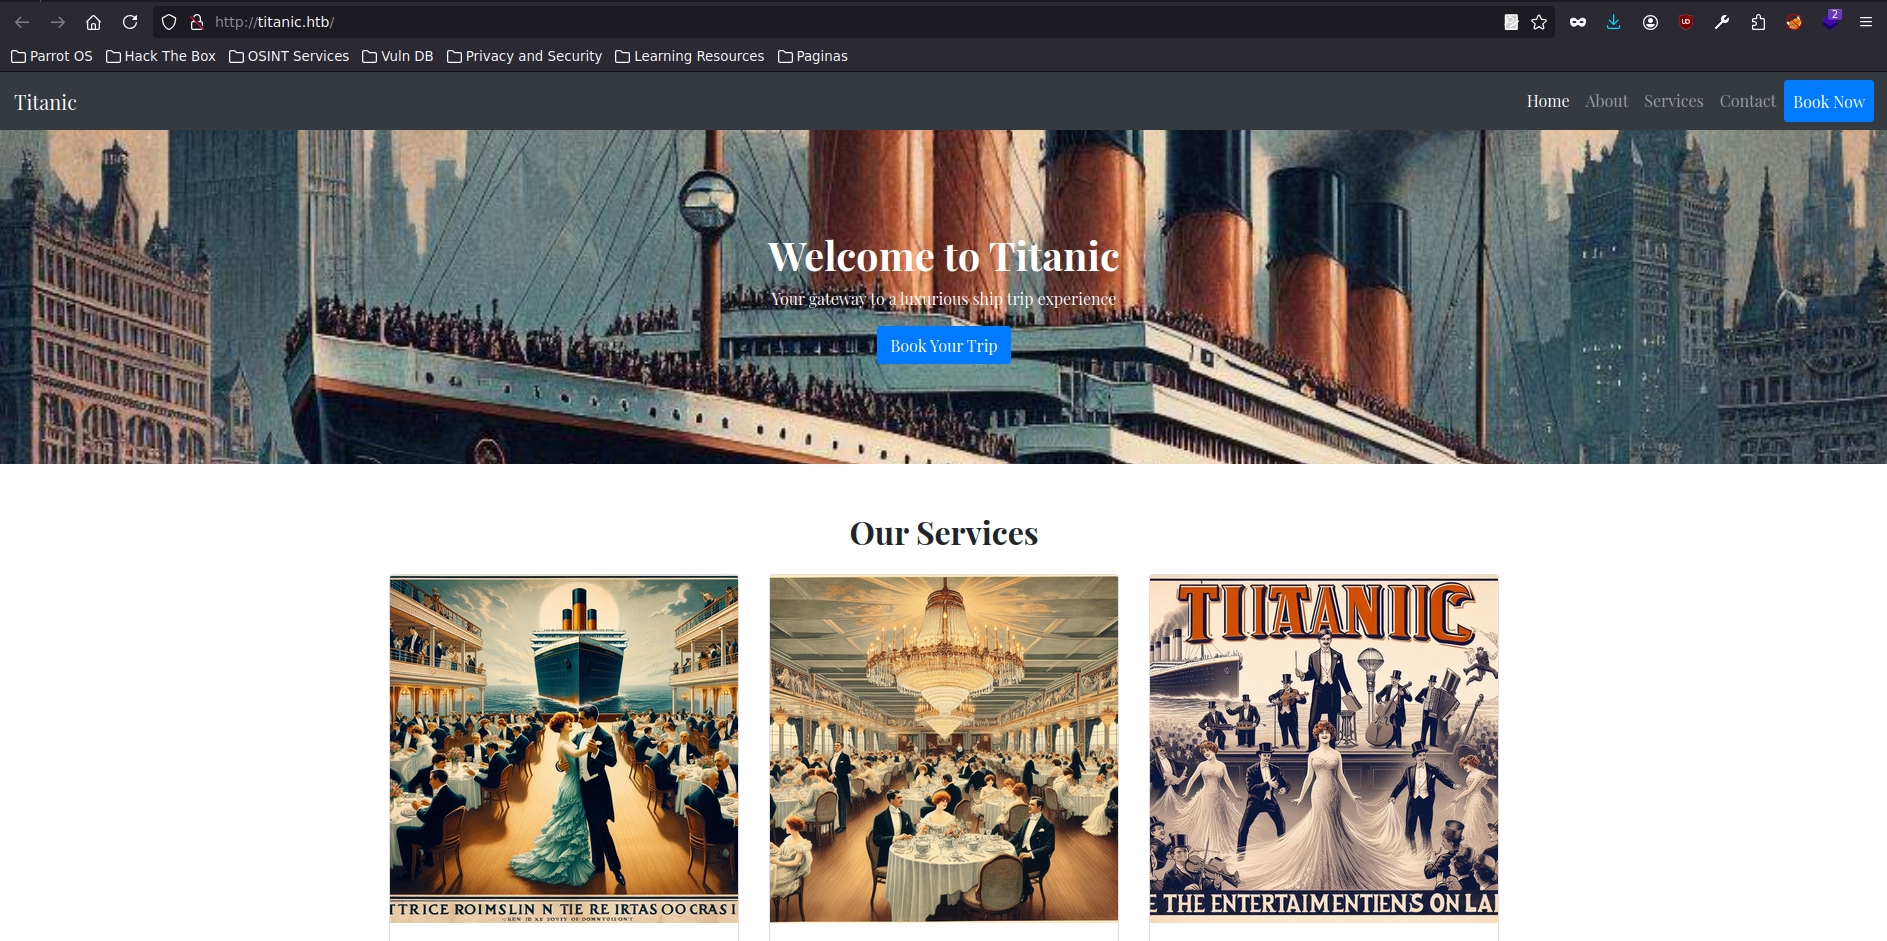 http://titanic.htb/
2
Parrot OS Hack The Box OSINT Services Vuln DB Privacy and Security Learning Resources Paginas
Titanic
Home About Services Contact Book Now
Welcome to Titanic
Your gateway to a luxurious ship trip experience
Book Your Trip
Our Services
TITATANIIC
TTRICE ROIMSLIN N TIE RE IRTAS OO CRAS I
E THE ENTERTAIMENTIENS ON LAI